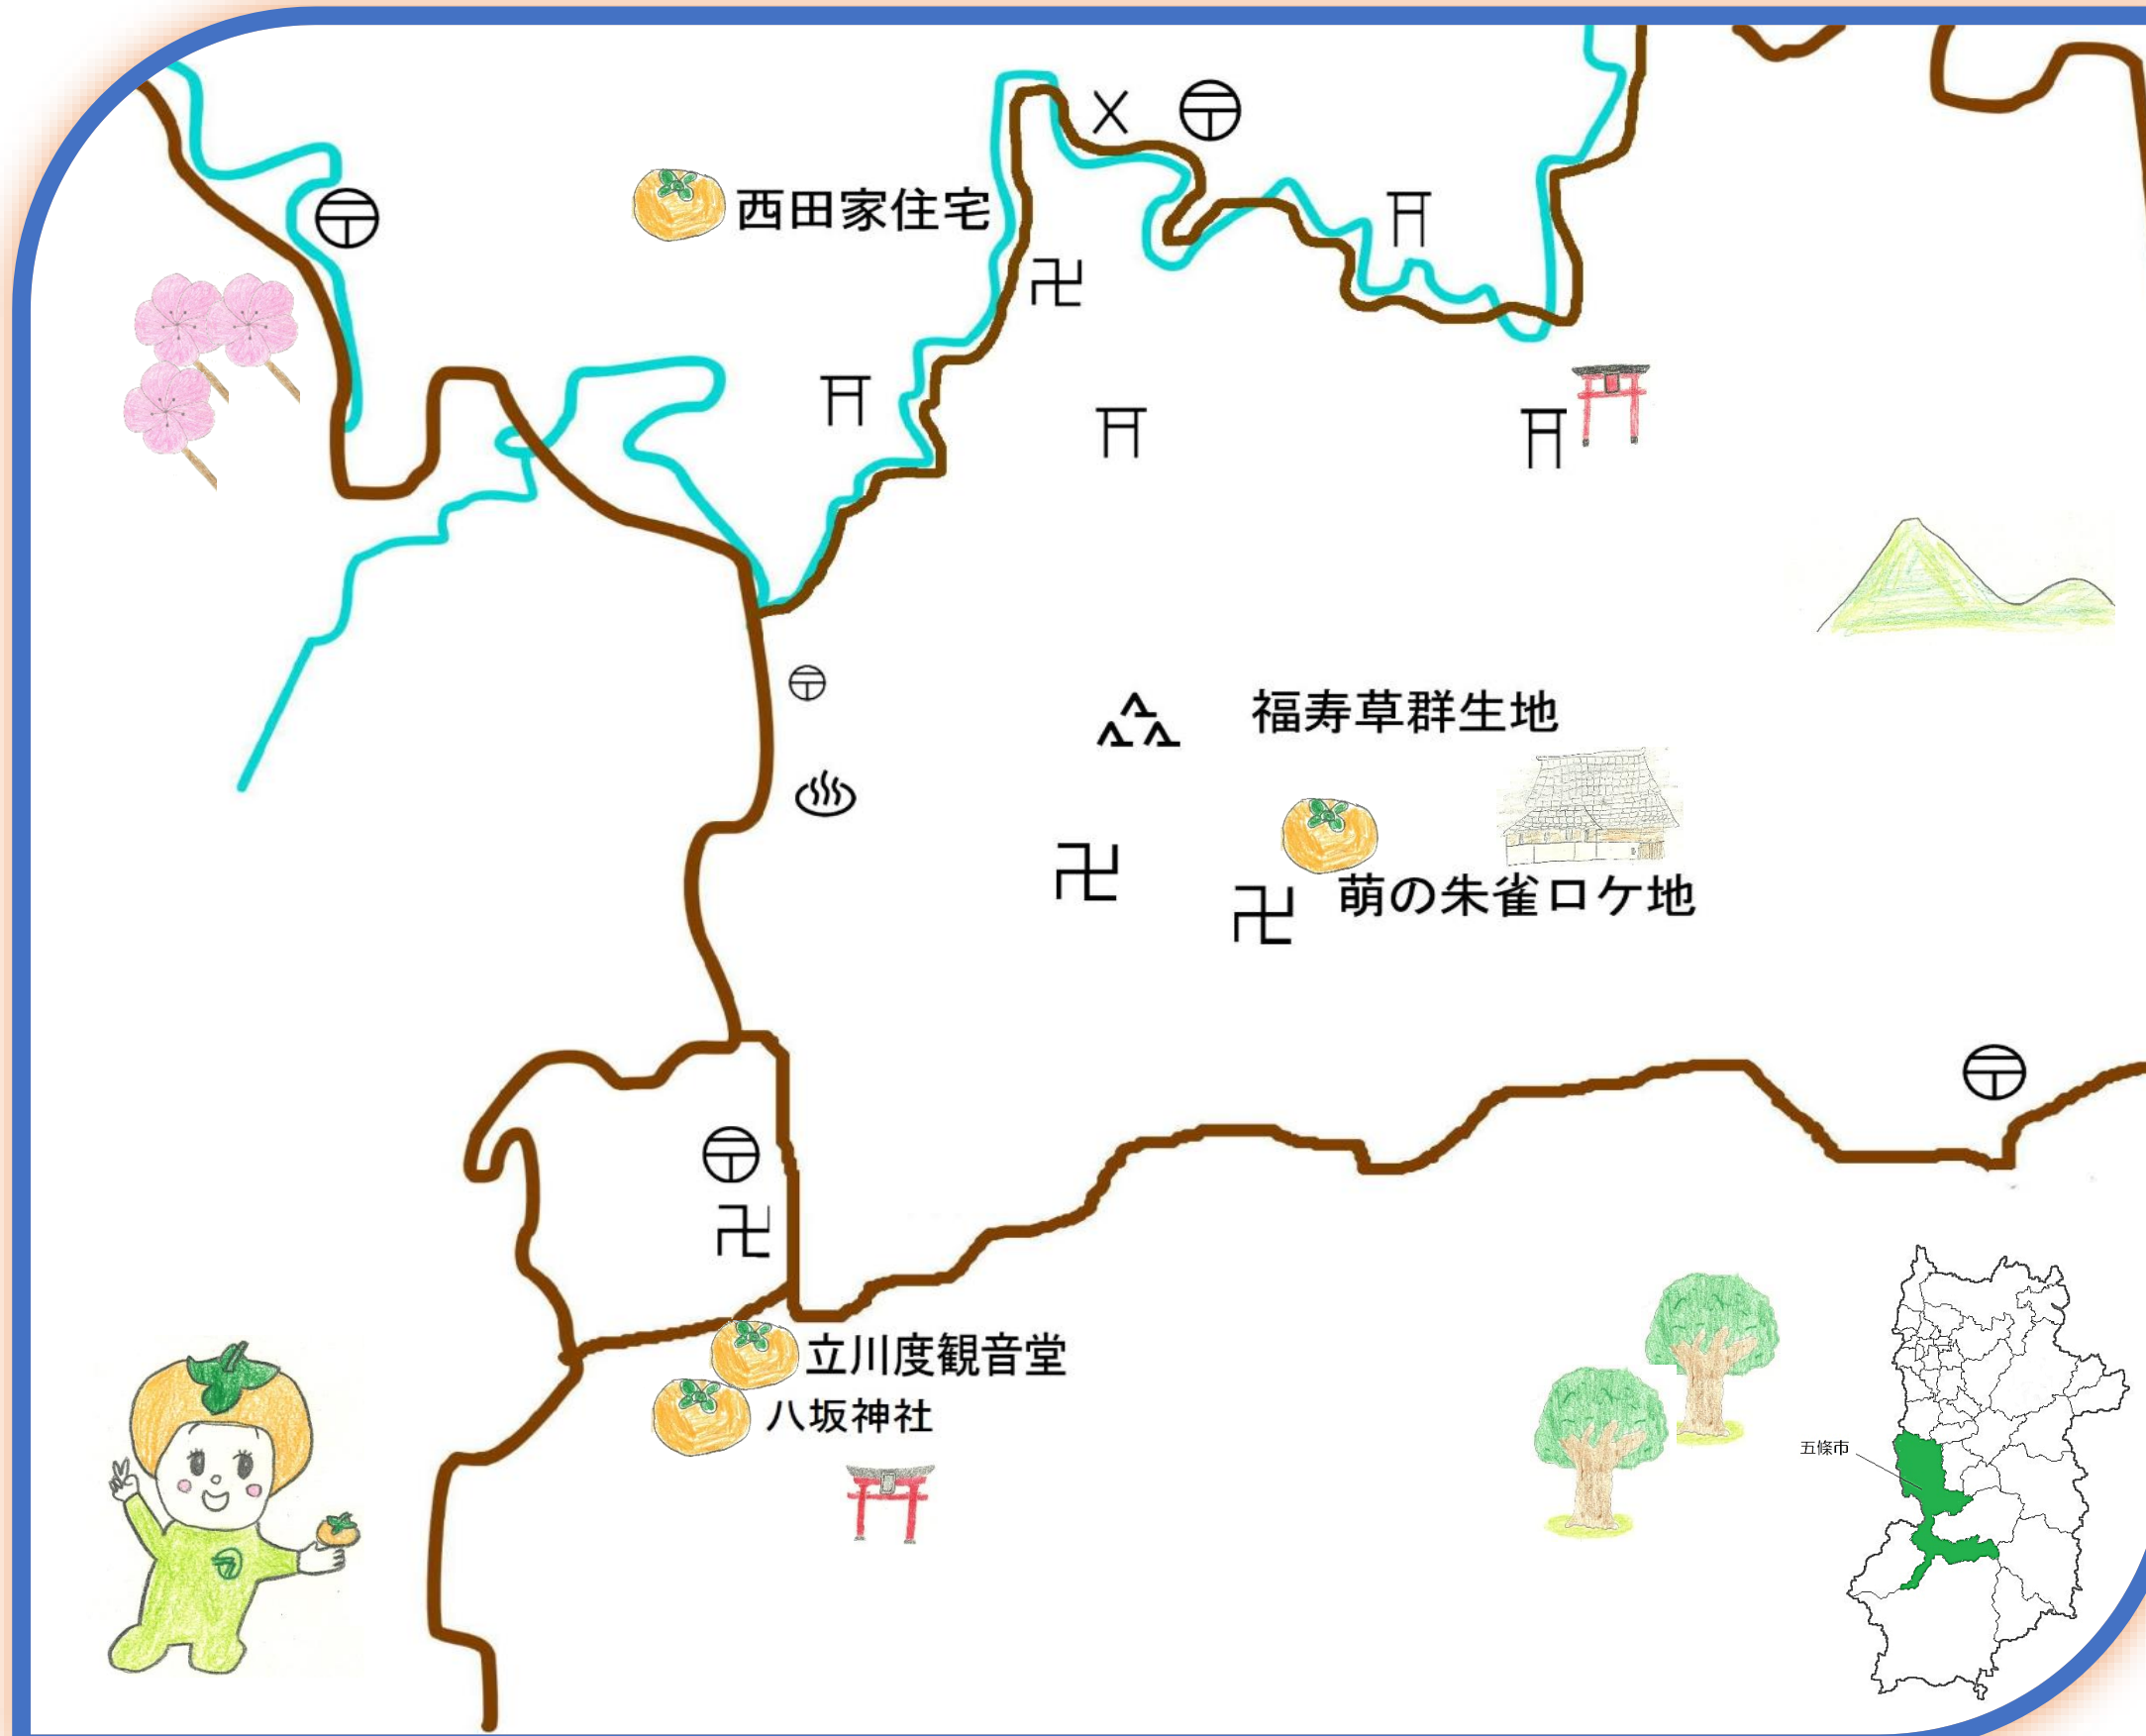 西田家住宅
福寿草群生地
萌の朱雀ロケ地
立川度観音堂
八坂神社
五條市